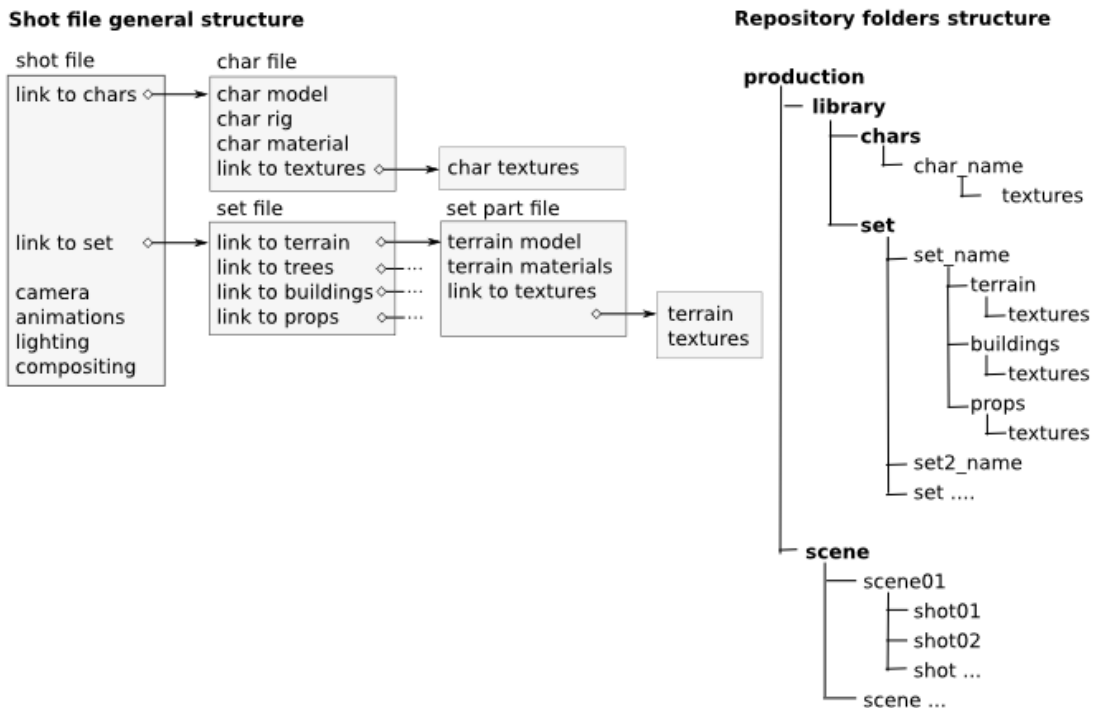 Shot file general structure
shot file
link to chars
link to set
camera
animations
lighting
compositing
char file
char model
char rig
char material
link to textures
char textures
set file
link to terrain
link to trees ....
link to buildings ....
link to props ....
set part file
terrain model
terrain materials
link to textures
terrain
textures
Repository folders structure
production
library
chars
char_name
textures
set
set_name
terrain
textures
buildings
textures
props
textures
set2_name
set ....
scene
scene01
shot01
shot02
shot ...
scene ...